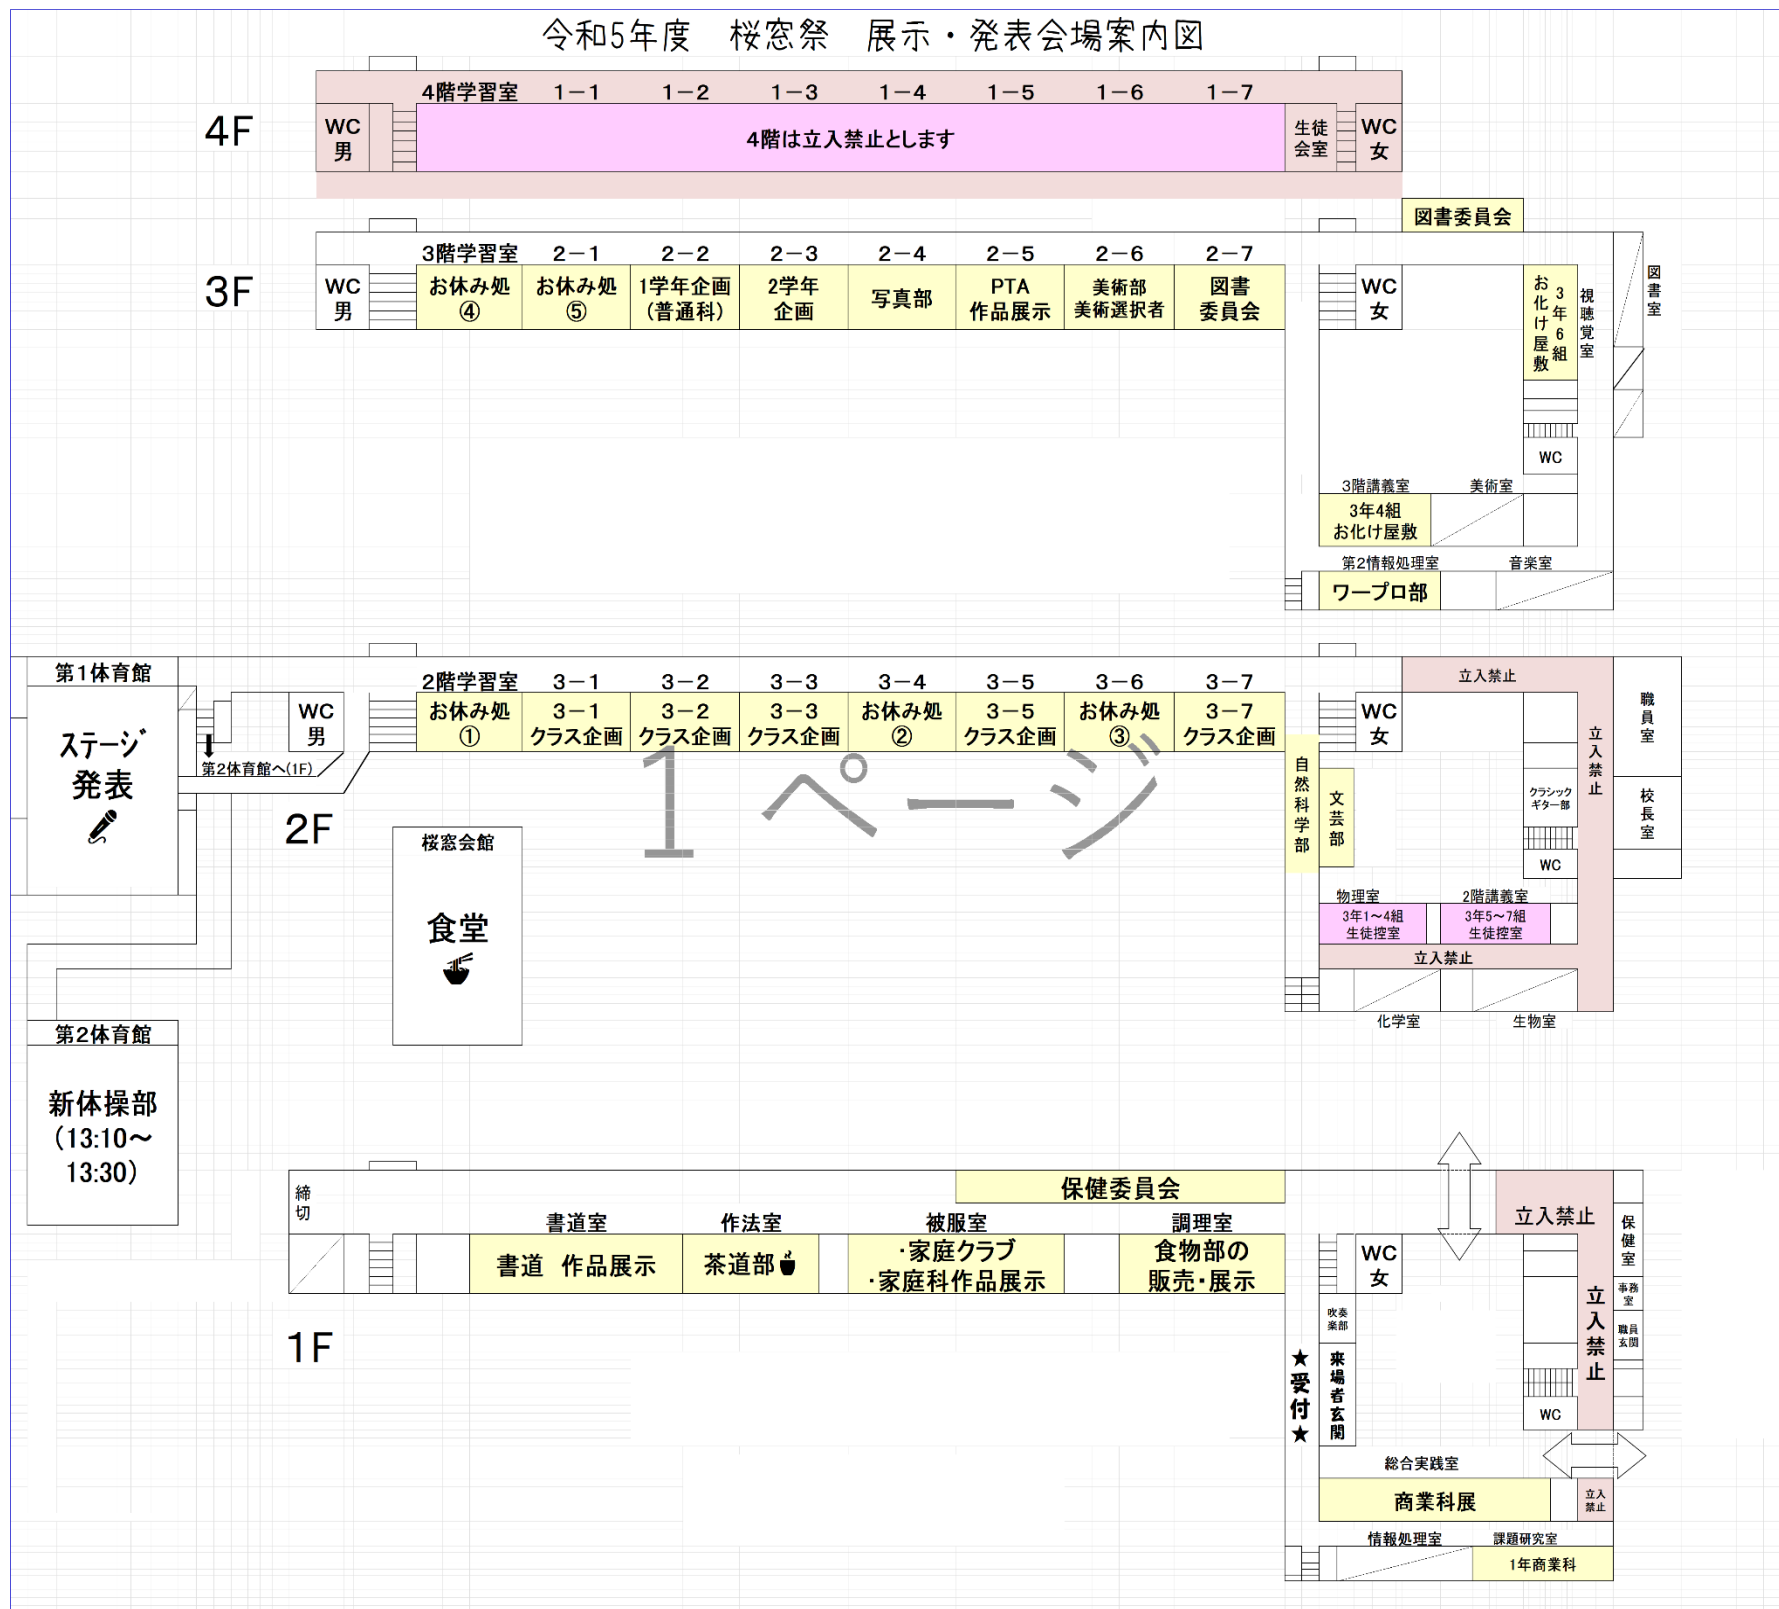 令和5年度　桜窓祭　展示・発表会場案内図
4F
4階学習室
1－1
1－2
1－3
1－4
1－5
1－6
1－7
WC
男
4階は立入禁止とします
生徒
会室
WC
女
図書委員会
3F
3階学習室
2－1
2－2
2－3
2－4
2－5
2－6
2－7
WC
男
お休み処
④
お休み処
⑤
1学年企画
(普通科)
2学年
企画
写真部
PTA
作品展示
美術部
美術選択者
図書
委員会
WC
女
3年6組
お化け屋敷
視聴覚室
図書室
WC
3階講義室
美術室
3年4組
お化け屋敷
第2情報処理室
音楽室
ワープロ部
第1体育館
ステージ
発表
2F
2階学習室
3－1
3－2
3－3
3－4
3－5
3－6
3－7
WC
男
第2体育館へ(1F)
お休み処
①
3－1
クラス企画
3－2
クラス企画
3－3
クラス企画
お休み処
②
3－5
クラス企画
お休み処
③
3－7
クラス企画
WC
女
立入禁止
立入禁止
職員室
校長室
自然科学部
文芸部
クラシック
ギター部
WC
1ページ
桜窓会館
食堂
物理室
2階講義室
3年1～4組
生徒控室
3年5～7組
生徒控室
立入禁止
化学室
生物室
第2体育館
新体操部
(13:10～
13:30)
1F
締切
保健委員会
書道室
作法室
被服室
調理室
書道　作品展示
茶道部
・家庭クラブ
・家庭科作品展示
食物部の
販売・展示
WC
女
立入禁止
立入禁止
保健室
事務
室
職員
玄関
吹奏
楽部
★受付★
来場者玄関
WC
総合実践室
商業科展
立入
禁止
情報処理室
課題研究室
1年商業科